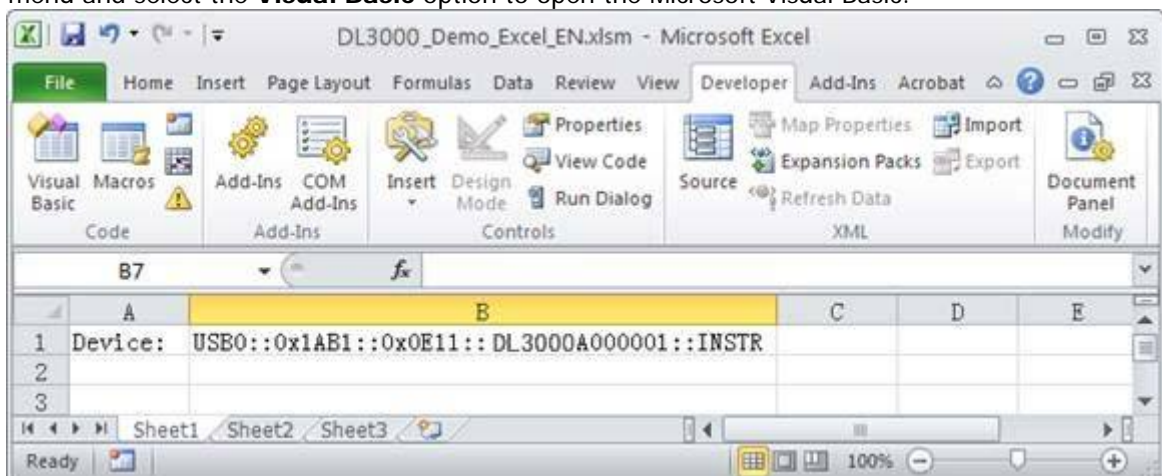 menu and select the Visual Basic option to open the Microsoft Visual Basic.
DL3000_Demo_Excel_EN.xlsm - Microsoft Excel
File Home Insert Page Layout Formulas Data Review View Developer Add-Ins Acrobat
Visual Basic
Macros
Code
Add-Ins
COM Add-Ins
Add-Ins
Insert
Design Mode
Properties
View Code
Run Dialog
Controls
Source
Map Properties
Expansion Packs
Refresh Data
Import
Export
XML
Document Panel
Modify
B7 fx
A B C D E
1 Device: USB0::0x1AB1::0x0E11::DL3000A000001::INSTR
2
3
Sheet1 Sheet2 Sheet3
Ready 100%